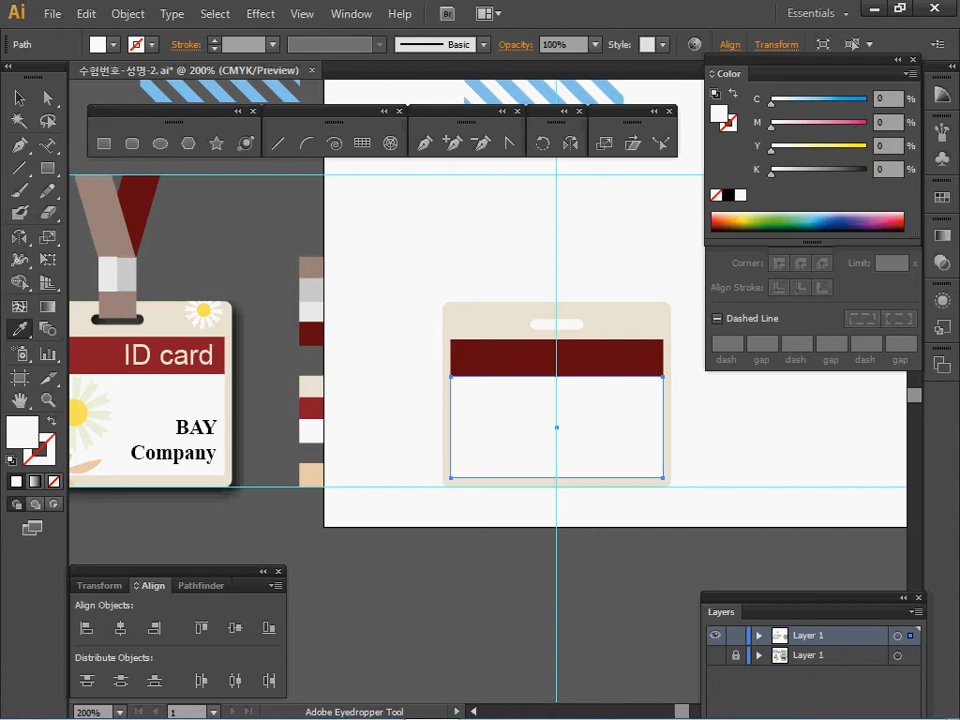 Ai File Edit Object Type Select Effect View Window Help Br Essentials
Path Stroke: Basic Opacity: 100% Style: Align Transform
수험번호-성명-2.ai* @ 200% (CMYK/Preview)
Color
C 0 %
M 0 %
Y 0 %
K 0 %
Corner: Limit: x
Align Stroke:
Dashed Line
dash gap dash gap dash gap
ID card
BAY
Company
Transform Align Pathfinder
Align Objects:
Distribute Objects:
Layers
Layer 1
Layer 1
200% 1 Adobe Eyedropper Tool